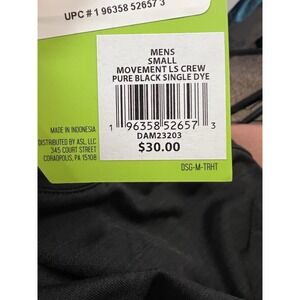 UPC # 1 96358 52657 3
MENS
SMALL
MOVEMENT LS CREW
PURE BLACK SINGLE DYE
1 96358 52657 3
DAM23203
$30.00
MADE IN INDONESIA
DISTRIBUTED BY ASL, LLC
345 COURT STREET
CORAOPOLIS, PA 15108
DSG-M-TRHT